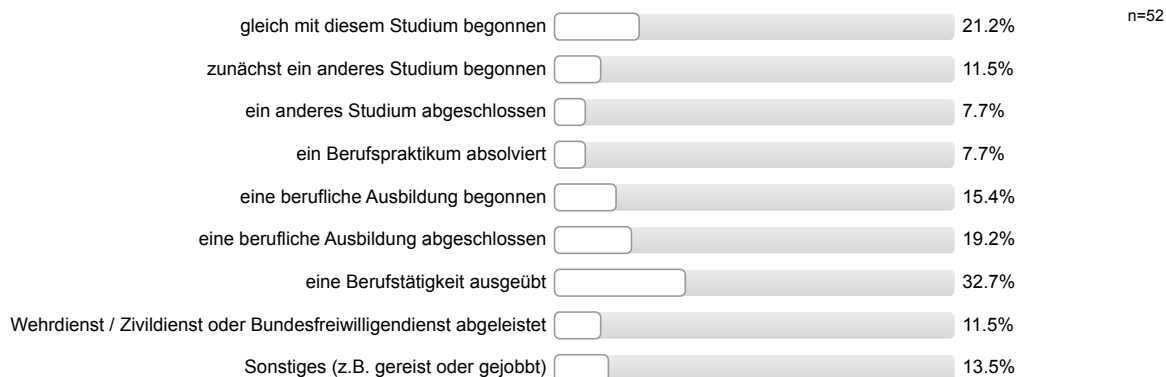 n=52
gleich mit diesem Studium begonnen 21.2%
zunächst ein anderes Studium begonnen 11.5%
ein anderes Studium abgeschlossen 7.7%
ein Berufspraktikum absolviert 7.7%
eine berufliche Ausbildung begonnen 15.4%
eine berufliche Ausbildung abgeschlossen 19.2%
eine Berufstätigkeit ausgeübt 32.7%
Wehrdienst / Zivildienst oder Bundesfreiwilligendienst abgeleistet 11.5%
Sonstiges (z.B. gereist oder gejobbt) 13.5%